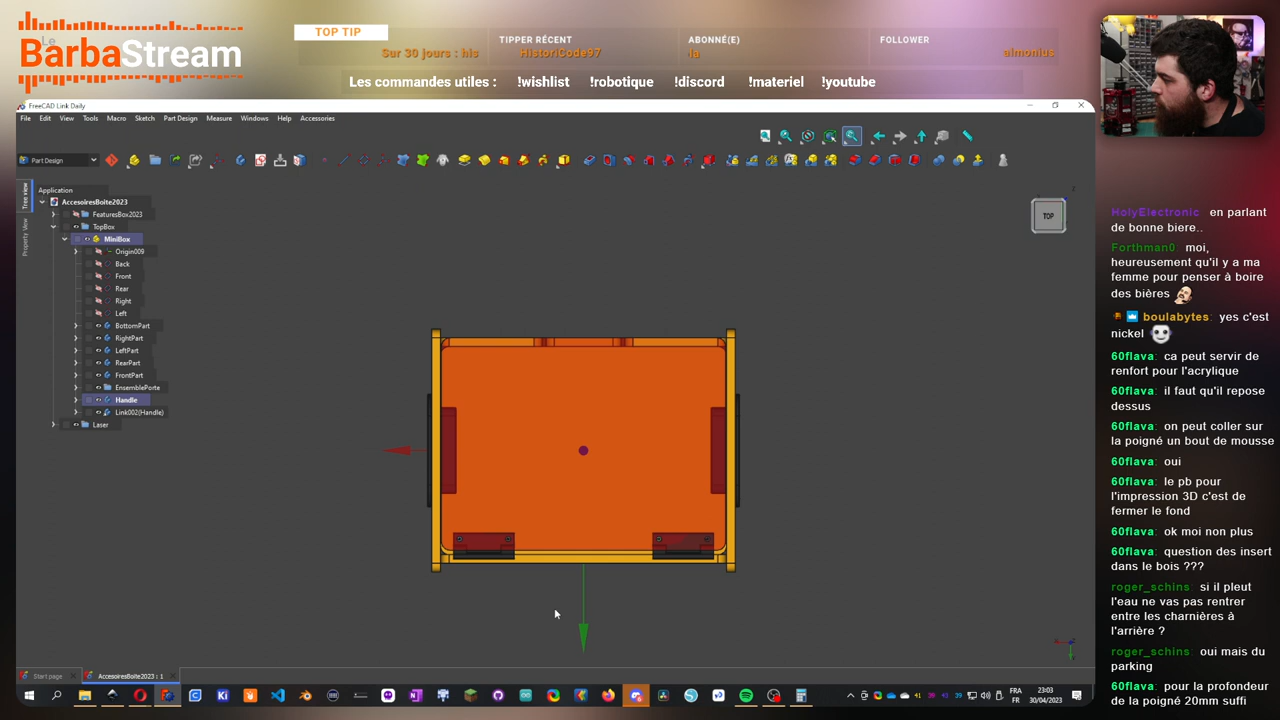 Le
BarbaStream
TOP TIP
Sur 30 jours : his
TIPPER RÉCENT
HistoriCode97
ABONNÉ(E)
FOLLOWER
almonius
Les commandes utiles : !wishlist !robotique !discord !materiel !youtube
FreeCAD Link Daily
File Edit View Tools Macro Sketch Part Design Measure Windows Help Accessories
Part Design
Tree view
Property View
Application
AccesoiresBoite2023
FeaturesBox2023
TopBox
MiniBox
Origin009
Back
Front
Rear
Right
Left
BottomPart
RightPart
LeftPart
RearPart
FrontPart
EnsemblePorte
Handle
Link002(Handle)
Laser
TOP
Z
Start page
AccesoiresBoite2023 : 1
FR
FR
23:03
30/04/2023
HolyElectronic en parlant
de bonne biere..
Forthman0: moi,
heureusement qu'il y a ma
femme pour penser à boire
des bières
boulabytes: yes c'est
nickel
60flava: ca peut servir de
renfort pour l'acrylique
60flava: il faut qu'il repose
dessus
60flava: on peut coller sur
la poigné un bout de mousse
60flava: oui
60flava: le pb pour
l'impression 3D c'est de
fermer le fond
60flava: ok moi non plus
60flava: question des insert
dans le bois ???
roger_schins: si il pleut
l'eau ne vas pas rentrer
entre les charnières à
l'arrière ?
roger_schins: oui mais du
parking
60flava: pour la profondeur
de la poigné 20mm suffi